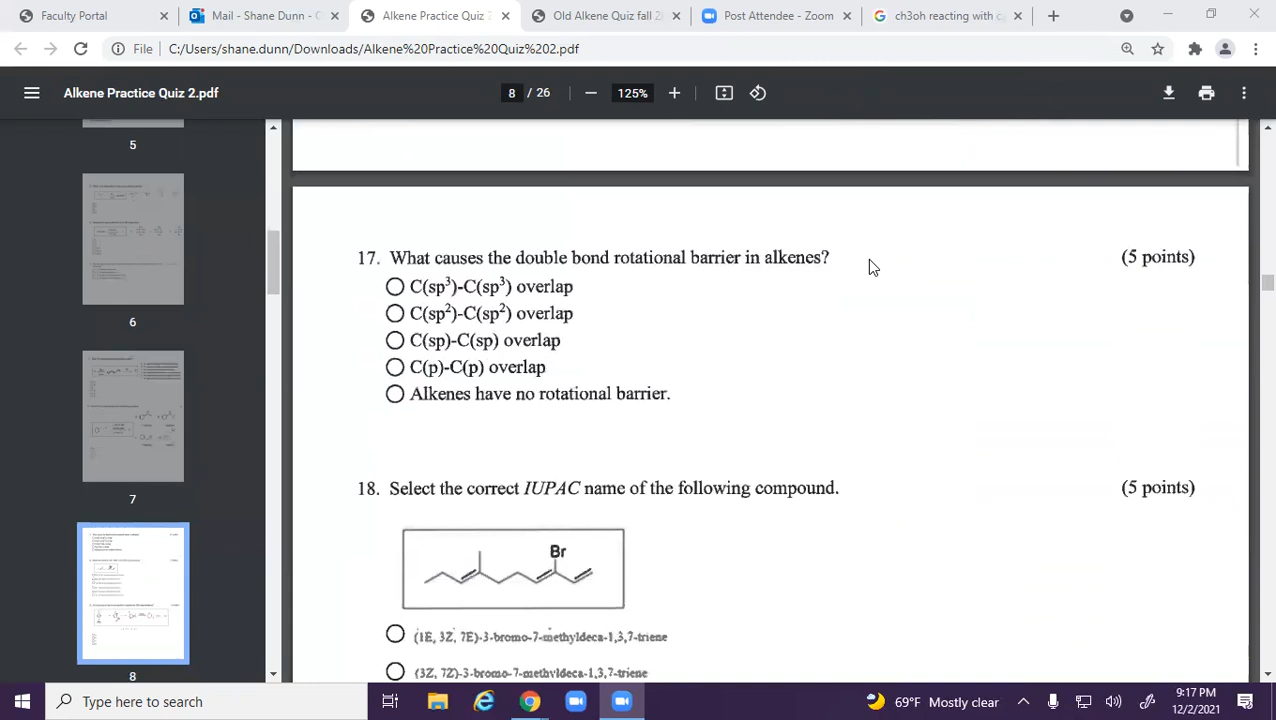 Faculty Portal
Mail - Shane Dunn - C
Alkene Practice Quiz 2
Old Alkene Quiz fall 2
Post Attendee - Zoom
ch3oh reacting with c
File
C:/Users/shane.dunn/Downloads/Alkene%20Practice%20Quiz%202.pdf
Alkene Practice Quiz 2.pdf
8 / 26
125%
5
6
7
8
17. What causes the double bond rotational barrier in alkenes? (5 points)
C(sp³)-C(sp³) overlap
C(sp²)-C(sp²) overlap
C(sp)-C(sp) overlap
C(p)-C(p) overlap
Alkenes have no rotational barrier.
18. Select the correct IUPAC name of the following compound. (5 points)
Br
(1E, 3Z, 7E)-3-bromo-7-methyldeca-1,3,7-triene
(3Z, 7Z)-3-bromo-7-methyldeca-1,3,7-triene
Type here to search
69°F Mostly clear
9:17 PM
12/2/2021